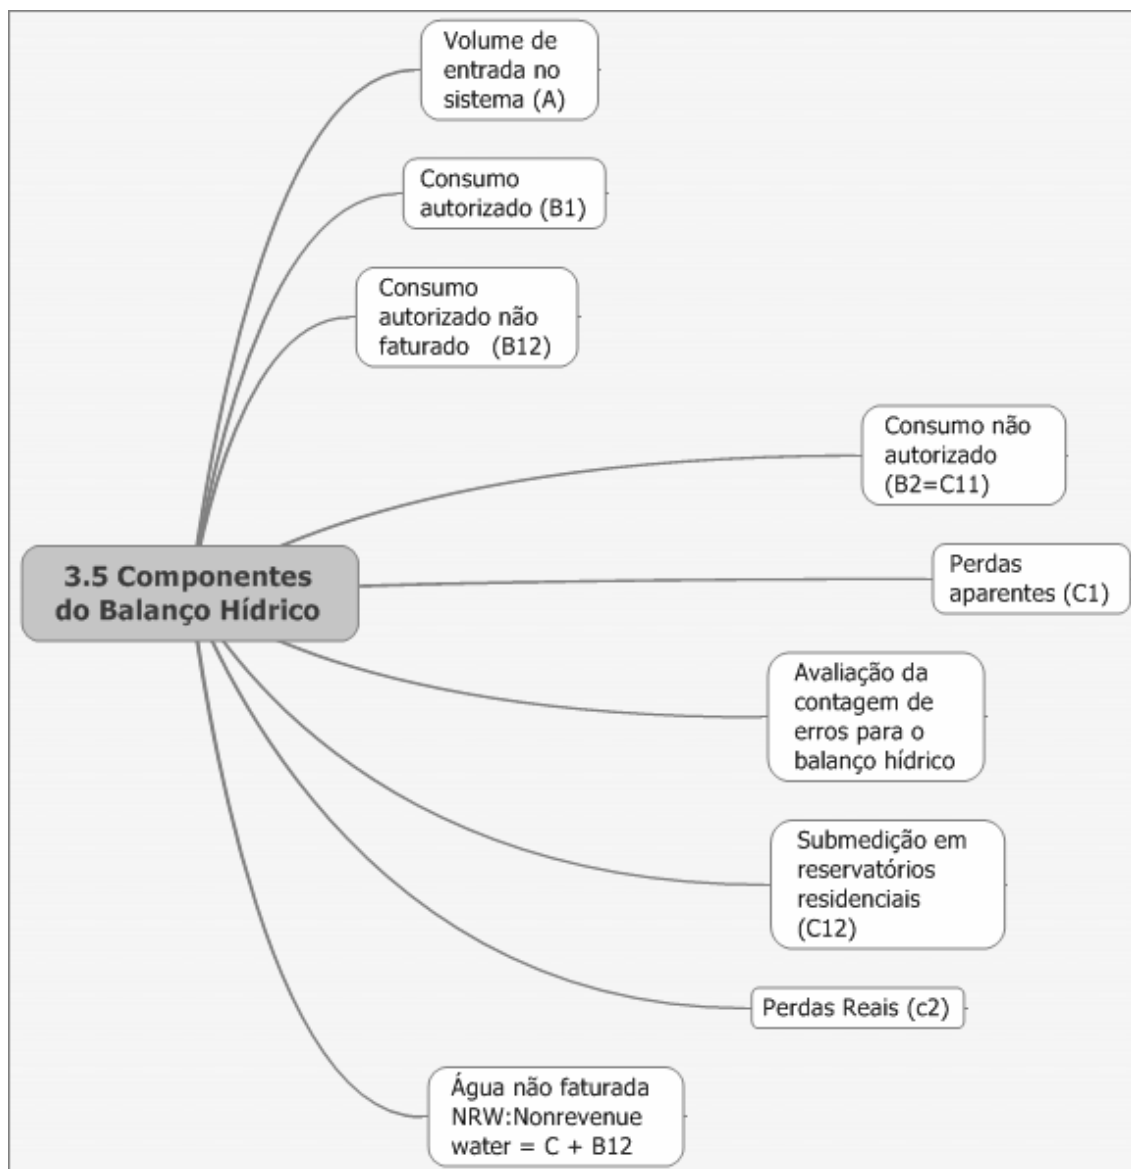 Volume de
entrada no
sistema (A)
Consumo
autorizado (B1)
Consumo
autorizado não
faturado (B12)
Consumo não
autorizado
(B2=C11)
3.5 Componentes
do Balanço Hídrico
Perdas
aparentes (C1)
Avaliação da
contagem de
erros para o
balanço hídrico
Submedição em
reservatórios
residenciais
(C12)
Perdas Reais (c2)
Água não faturada
NRW:Nonrevenue
water = C + B12